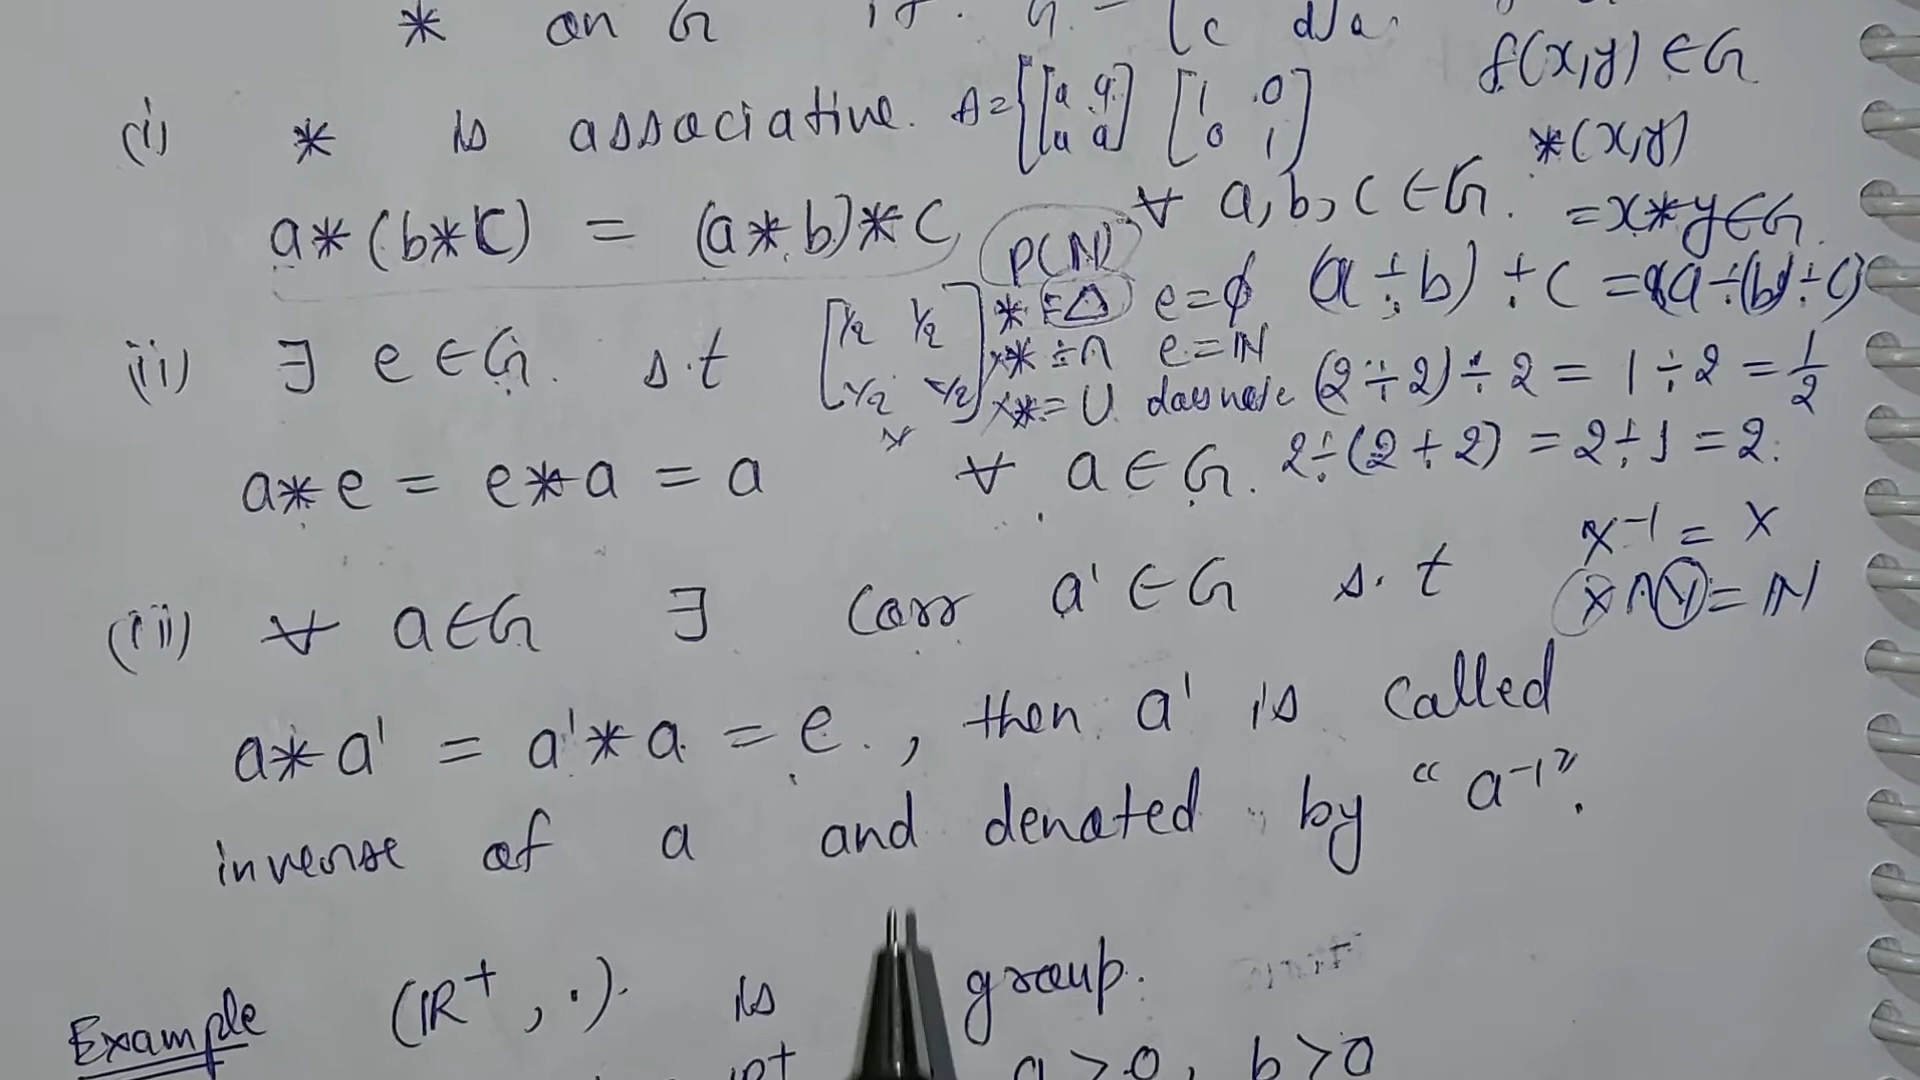 * on G
f(x,y) ∈ G
(i) * is associative. A = {[a a; a a] [1 0; 0 1]
*(x,y)
a*(b*c) = (a*b)*c ∀ a,b,c ∈ G.
= x*y ∈ G.
P(N)
* = Δ e = φ (a ÷ b) ÷ c = a ÷ (b ÷ c)
(ii) ∃ e ∈ G. s.t [1/2 1/2; 1/2 1/2]
x* = ∩ e = N
x* = U (2 ÷ 2) ÷ 2 = 1 ÷ 2 = 1/2
a*e = e*a = a ∀ a ∈ G.
2 ÷ (2 ÷ 2) = 2 ÷ 1 = 2.
x⁻¹ = x
X ∩ Y = N
(iii) ∀ a ∈ G ∃ corr a' ∈ G s.t
a*a' = a'*a = e., then a' is called
inverse of a and denoted by "a⁻¹".
Example (R⁺, ·). is group.
a > 0, b > 0